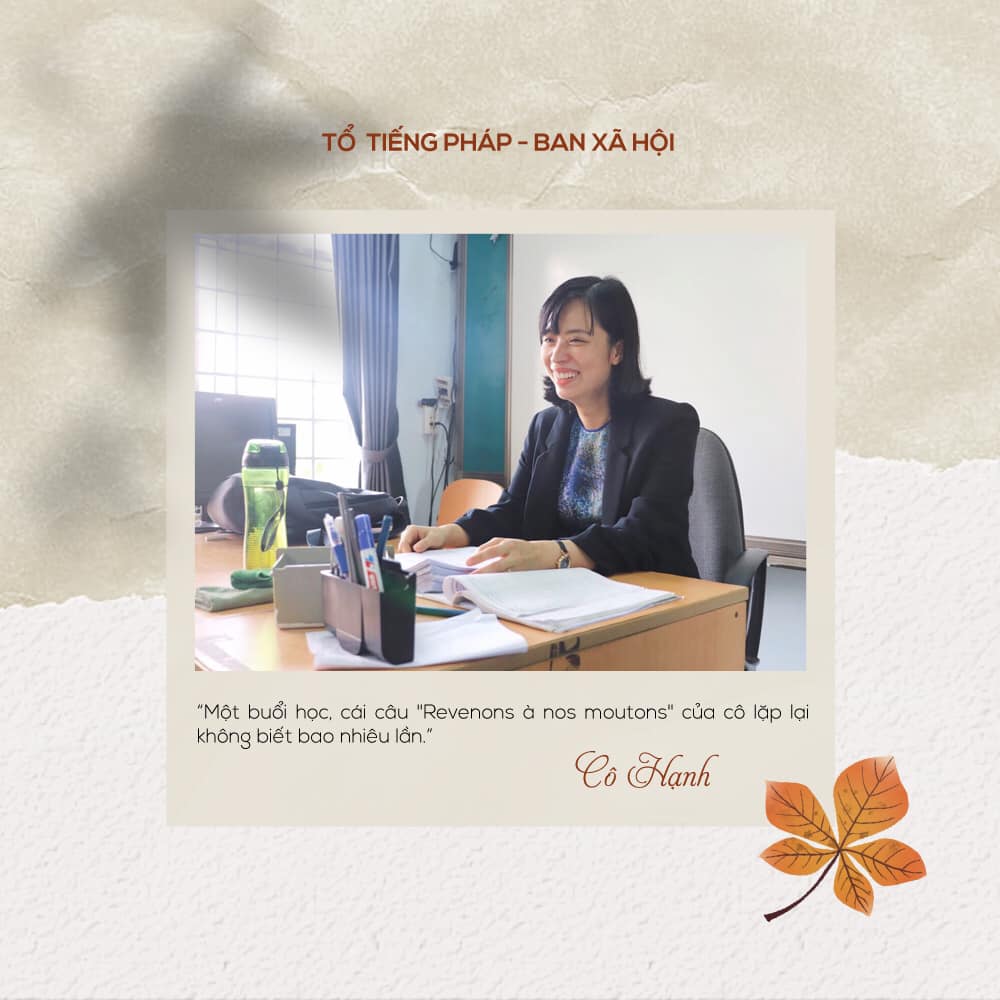 TỔ TIẾNG PHÁP - BAN XÃ HỘI
“Một buổi học, cái câu "Revenons à nos moutons" của cô lặp lại
không biết bao nhiêu lần.”
Cô Hạnh